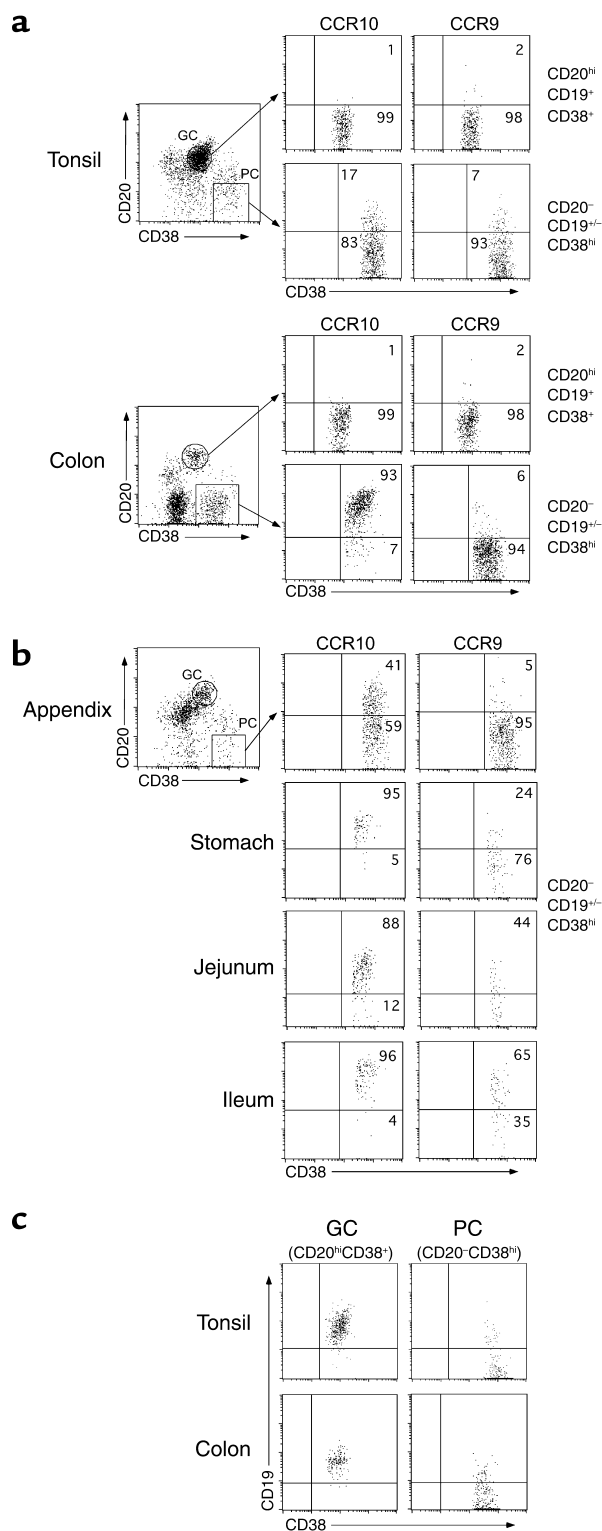 a
CCR10 CCR9
1 2
CD20hi
CD19+
CD38+
99 98
GC
Tonsil
PC
CD20
CD38
17 7
CD20–
CD19+/–
CD38hi
83 93
CD38
CCR10 CCR9
1 2
CD20hi
CD19+
CD38+
99 98
Colon
CD20
CD38
93 6
CD20–
CD19+/–
CD38hi
7 94
CD38
b
CCR10 CCR9
GC
41 5
Appendix
PC
59 95
CD20
CD38
95 24
Stomach
5 76
CD20–
CD19+/–
CD38hi
88 44
Jejunum
12
96 65
Ileum
4 35
CD38
c
GC PC
(CD20hiCD38+) (CD20–CD38hi)
Tonsil
Colon
CD19
CD38